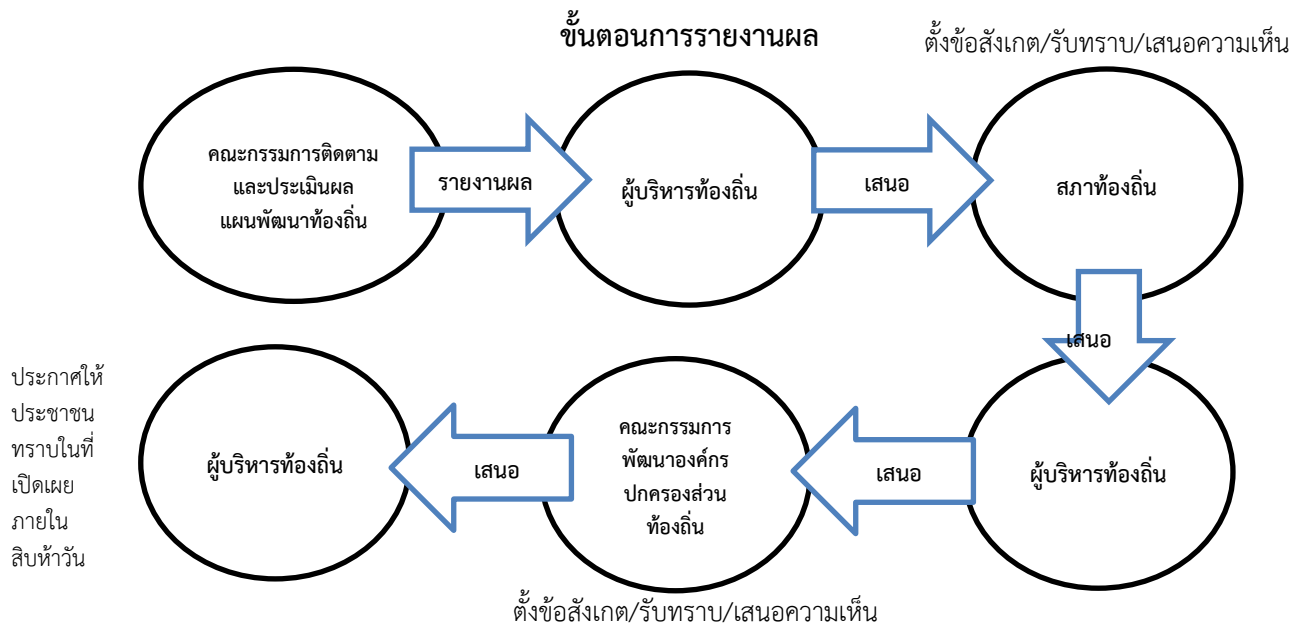 ขั้นตอนการรายงานผล
ตั้งข้อสังเกต/รับทราบ/เสนอความเห็น
คณะกรรมการติดตาม
และประเมินผล
แผนพัฒนาท้องถิ่น
รายงานผล
ผู้บริหารท้องถิ่น
เสนอ
สภาท้องถิ่น
เสนอ
ผู้บริหารท้องถิ่น
เสนอ
คณะกรรมการ
พัฒนาองค์กร
ปกครองส่วน
ท้องถิ่น
ตั้งข้อสังเกต/รับทราบ/เสนอความเห็น
เสนอ
ผู้บริหารท้องถิ่น
ประกาศให้
ประชาชน
ทราบในที่
เปิดเผย
ภายใน
สิบห้าวัน